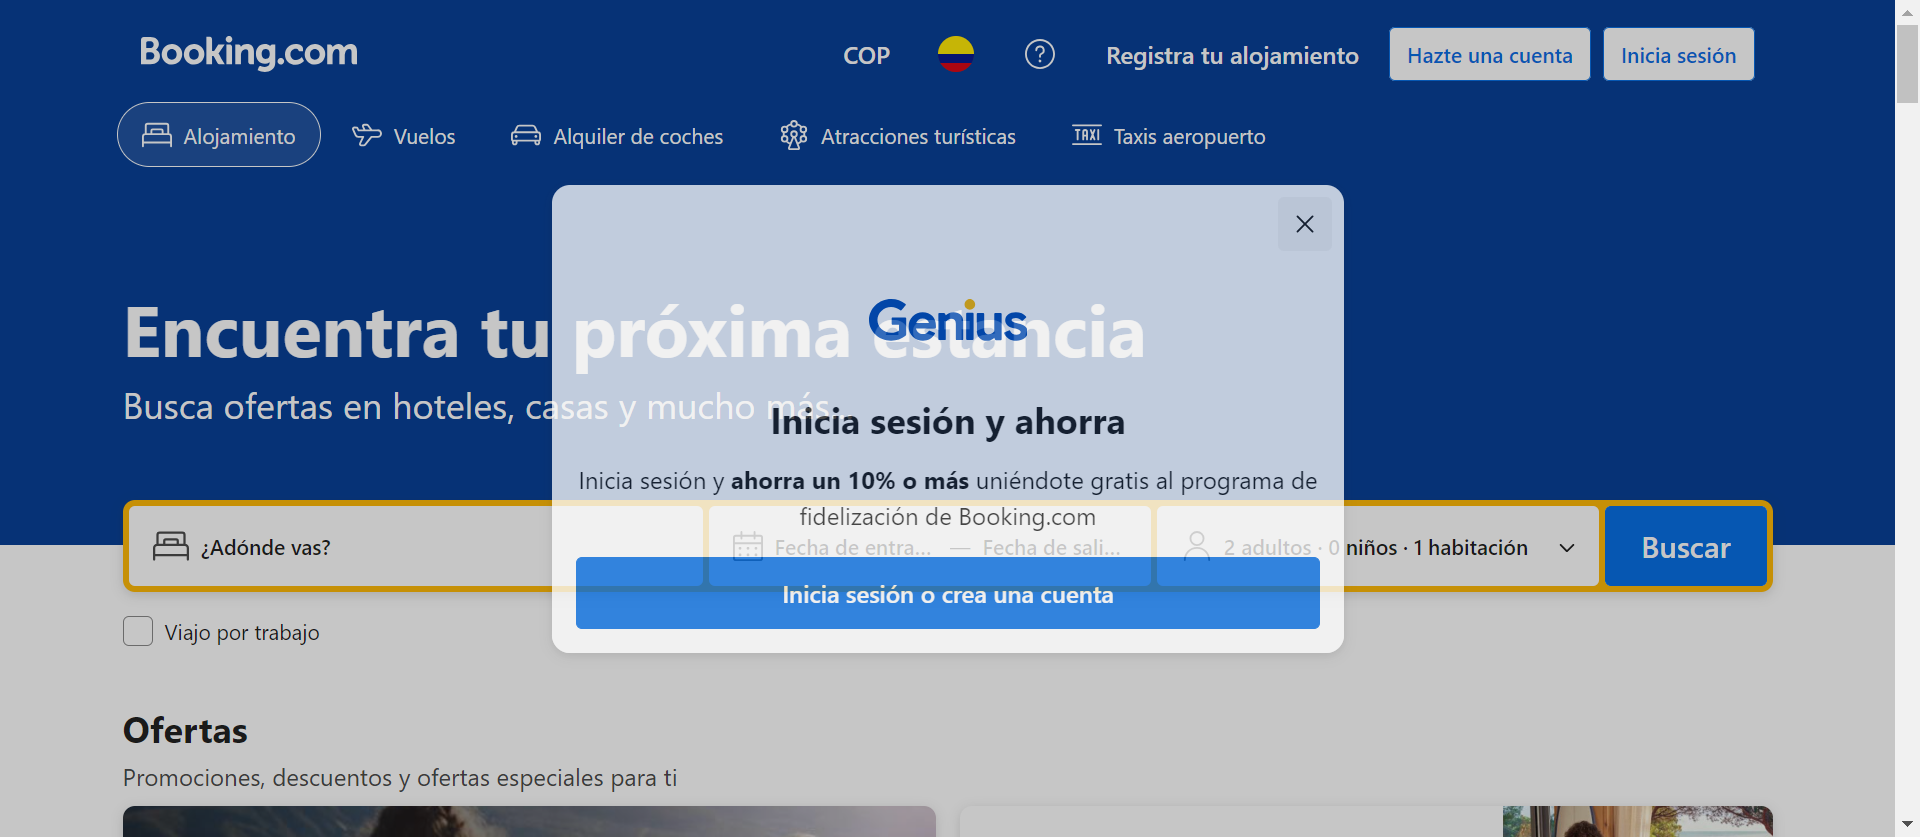 Booking.com
COP
Registra tu alojamiento
Hazte una cuenta
Inicia sesión
Alojamiento
Vuelos
Alquiler de coches
Atracciones turísticas
TAXI
Taxis aeropuerto
Encuentra tu próxima estancia
Busca ofertas en hoteles, casas y mucho más...
Genius
Inicia sesión y ahorra
Inicia sesión y ahorra un 10% o más uniéndote gratis al programa de
fidelización de Booking.com
Inicia sesión o crea una cuenta
¿Adónde vas?
Fecha de entra... — Fecha de sali...
2 adultos · 0 niños · 1 habitación
Buscar
Viajo por trabajo
Ofertas
Promociones, descuentos y ofertas especiales para ti